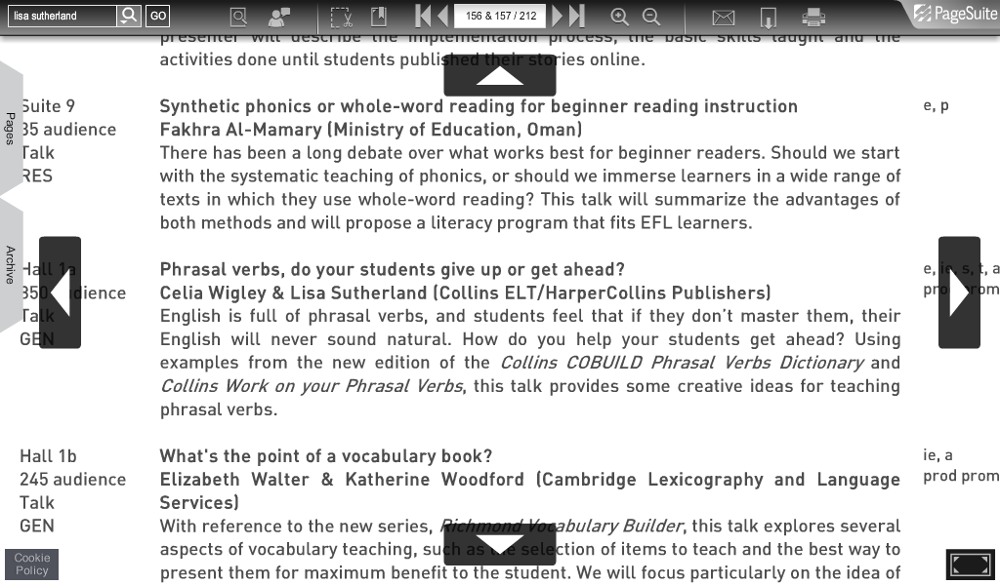 lisa sutherland
GO
156 & 157 / 212
PageSuite
Pages
Archive
presenter will describe the implementation process, the basic skills taught and the
activities done until students published their stories online.
Suite 9
35 audience
Talk
RES
Synthetic phonics or whole-word reading for beginner reading instruction
Fakhra Al-Mamary (Ministry of Education, Oman)
There has been a long debate over what works best for beginner readers. Should we start
with the systematic teaching of phonics, or should we immerse learners in a wide range of
texts in which they use whole-word reading? This talk will summarize the advantages of
both methods and will propose a literacy program that fits EFL learners.
e, p
Hall 1a
350 audience
Talk
GEN
Phrasal verbs, do your students give up or get ahead?
Celia Wigley & Lisa Sutherland (Collins ELT/HarperCollins Publishers)
English is full of phrasal verbs, and students feel that if they don't master them, their
English will never sound natural. How do you help your students get ahead? Using
examples from the new edition of the Collins COBUILD Phrasal Verbs Dictionary and
Collins Work on your Phrasal Verbs, this talk provides some creative ideas for teaching
phrasal verbs.
e, ie, s, t, a
prod prom
Hall 1b
245 audience
Talk
GEN
What's the point of a vocabulary book?
Elizabeth Walter & Katherine Woodford (Cambridge Lexicography and Language
Services)
With reference to the new series, Richmond Vocabulary Builder, this talk explores several
aspects of vocabulary teaching, such as the selection of items to teach and the best way to
present them for maximum benefit to the student. We will focus particularly on the idea of
ie, a
prod prom
Cookie
Policy